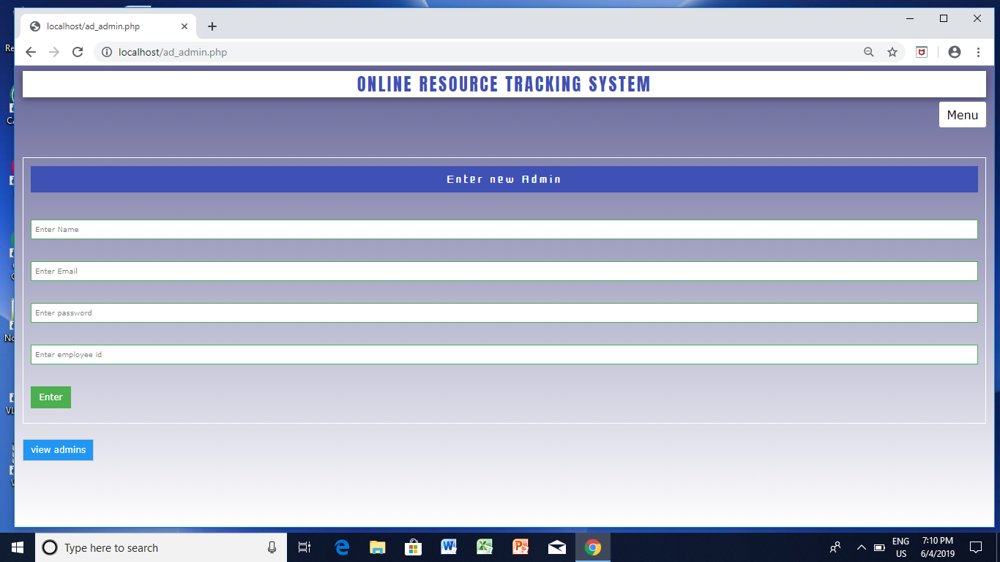 localhost/ad_admin.php
localhost/ad_admin.php
ONLINE RESOURCE TRACKING SYSTEM
Menu
Enter new Admin
Enter Name
Enter Email
Enter password
Enter employee id
Enter
view admins
Type here to search
ENG
US
7:10 PM
6/4/2019